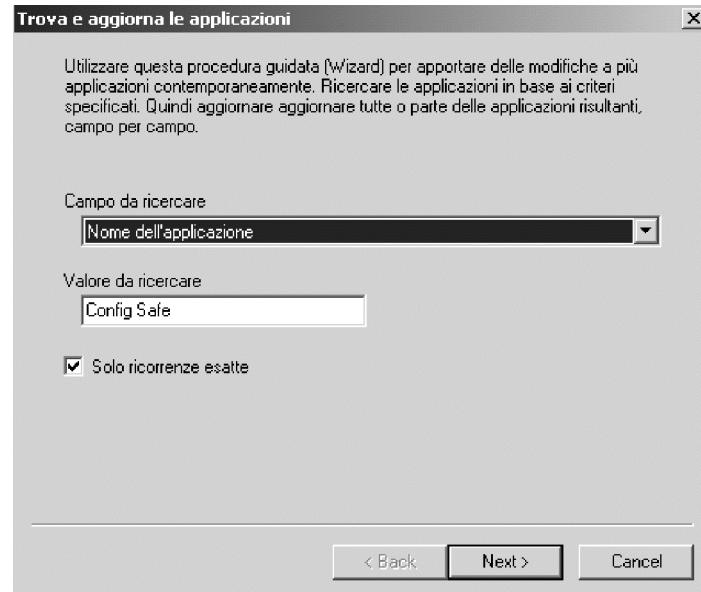 Trova e aggiorna le applicazioni
Utilizzare questa procedura guidata (Wizard) per apportare delle modifiche a più
applicazioni contemporaneamente. Ricercare le applicazioni in base ai criteri
specificati. Quindi aggiornare aggiornare tutte o parte delle applicazioni risultanti,
campo per campo.
Campo da ricercare
Nome dell'applicazione
Valore da ricercare
Config Safe
Solo ricorrenze esatte
< Back
Next >
Cancel